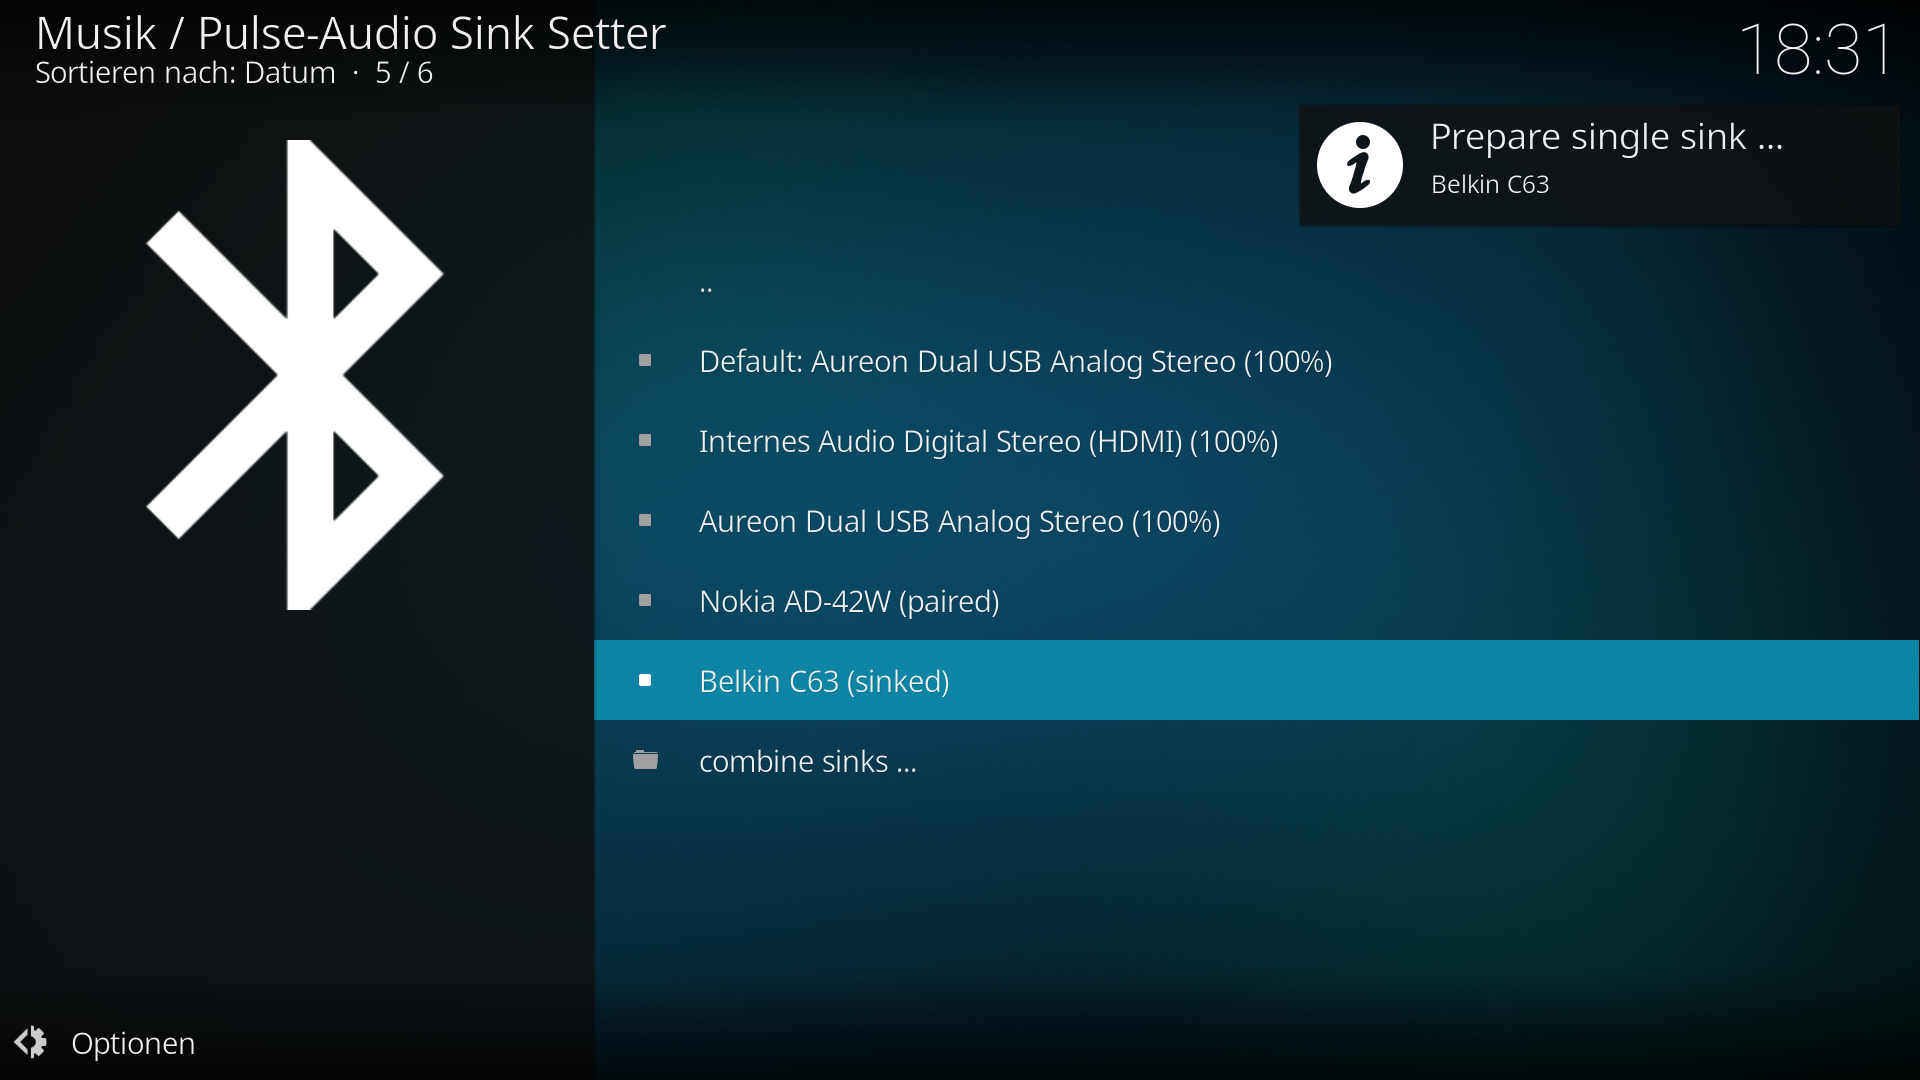 Musik / Pulse-Audio Sink Setter
Sortieren nach: Datum · 5 / 6
18:31
Prepare single sink ...
Belkin C63
..
Default: Aureon Dual USB Analog Stereo (100%)
Internes Audio Digital Stereo (HDMI) (100%)
Aureon Dual USB Analog Stereo (100%)
Nokia AD-42W (paired)
Belkin C63 (sinked)
combine sinks ...
Optionen